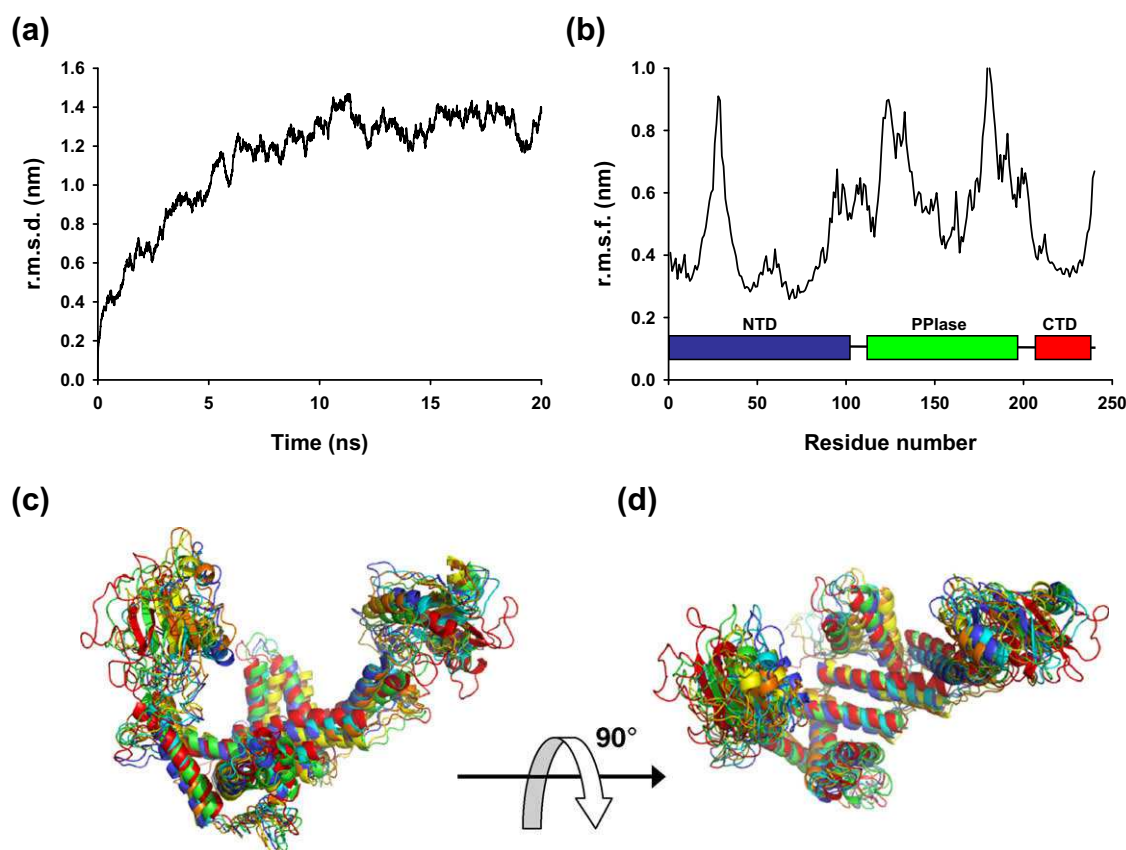 (a)
1.6
1.4
1.2
1.0
0.8
0.6
0.4
0.2
0.0
r.m.s.d. (nm)
0 5 10 15 20
Time (ns)
(b)
1.0
0.8
0.6
0.4
0.2
0.0
r.m.s.f. (nm)
NTD PPIase CTD
0 50 100 150 200 250
Residue number
(c)
(d)
90°